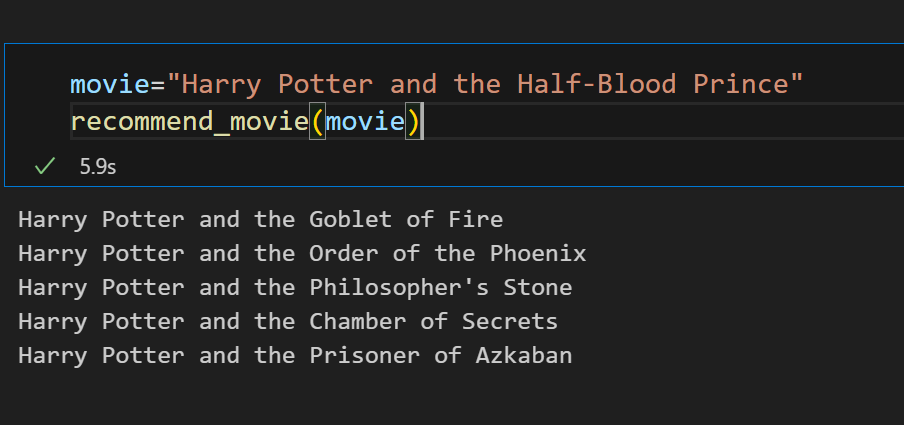 movie="Harry Potter and the Half-Blood Prince"
recommend_movie(movie)
5.9s
Harry Potter and the Goblet of Fire
Harry Potter and the Order of the Phoenix
Harry Potter and the Philosopher's Stone
Harry Potter and the Chamber of Secrets
Harry Potter and the Prisoner of Azkaban